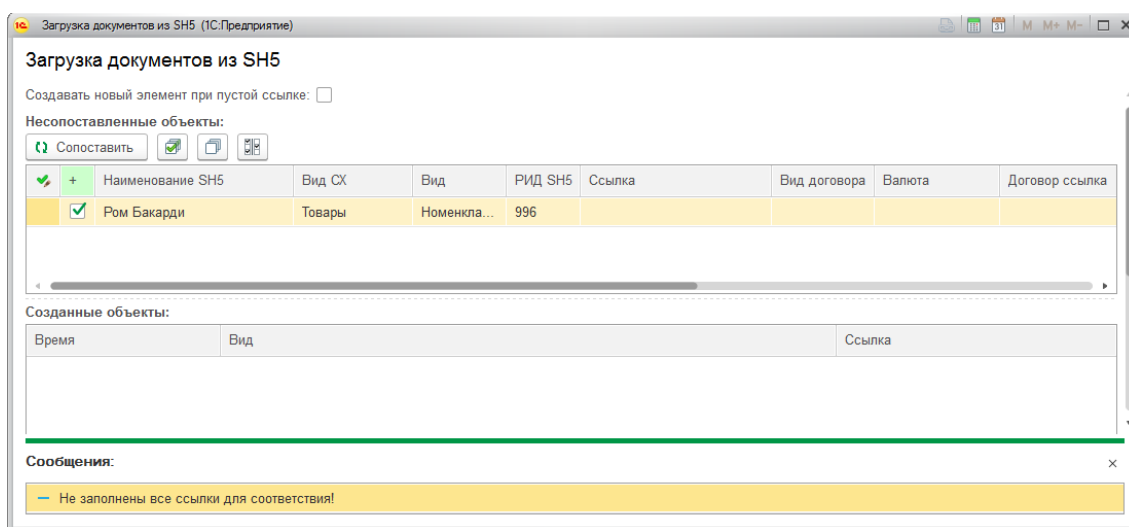 1С Загрузка документов из SH5 (1С:Предприятие) 31 M M+ M-
Загрузка документов из SH5
Создавать новый элемент при пустой ссылке:
Несопоставленные объекты:
Сопоставить
+ Наименование SH5 Вид СХ Вид РИД SH5 Ссылка Вид договора Валюта Договор ссылка
Ром Бакарди Товары Номенкла... 996
Созданные объекты:
Время Вид Ссылка
Сообщения:
Не заполнены все ссылки для соответствия!